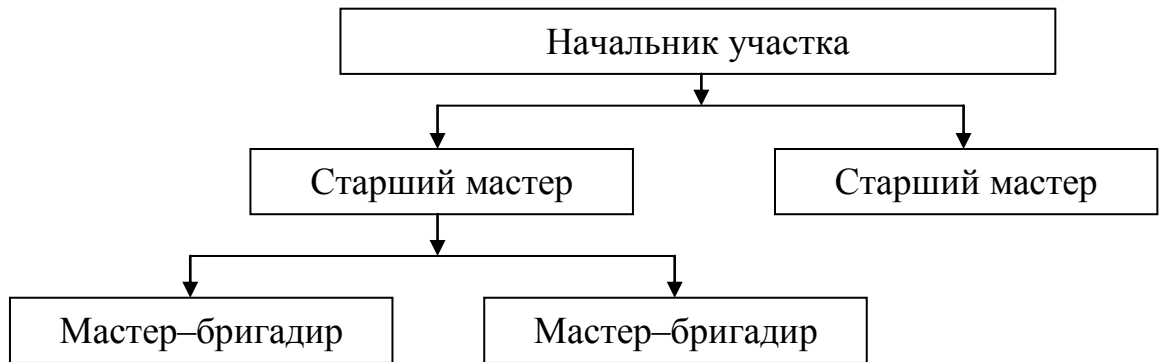 Начальник участка
Старший мастер
Старший мастер
Мастер–бригадир
Мастер–бригадир